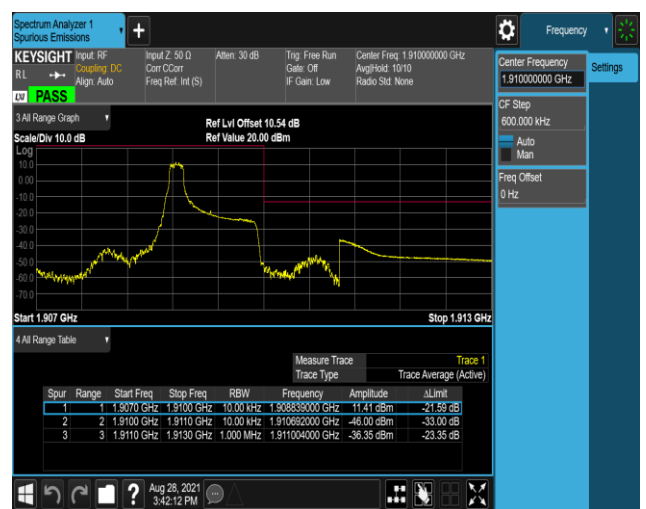 Spectrum Analyzer 1
Spurious Emissions
+
Frequency
KEYSIGHT
Input: RF
Input Z: 50 Ω
Atten: 30 dB
Trig: Free Run
Center Freq: 1.910000000 GHz
RL
Coupling: DC
Corr CCorr
Gate: Off
Avg|Hold: 10/10
Align: Auto
Freq Ref: Int (S)
IF Gain: Low
Radio Std: None
LXI
PASS
Center Frequency
1.910000000 GHz
Settings
CF Step
600.000 kHz
Auto
Man
Freq Offset
0 Hz
3 All Range Graph
Ref Lvl Offset 10.54 dB
Scale/Div 10.0 dB
Ref Value 20.00 dBm
Log
10.0
0.00
-10.0
-20.0
-30.0
-40.0
-50.0
-60.0
-70.0
Start 1.907 GHz
Stop 1.913 GHz
4 All Range Table
Measure Trace
Trace 1
Trace Type
Trace Average (Active)
Spur Range Start Freq Stop Freq RBW Frequency Amplitude ΔLimit
1 1 1.9070 GHz 1.9100 GHz 10.00 kHz 1.908839000 GHz 11.41 dBm -21.59 dB
2 2 1.9100 GHz 1.9110 GHz 10.00 kHz 1.910692000 GHz -46.00 dBm -33.00 dB
3 3 1.9110 GHz 1.9130 GHz 1.000 MHz 1.911004000 GHz -36.35 dBm -23.35 dB
?
Aug 28, 2021
3:42:12 PM